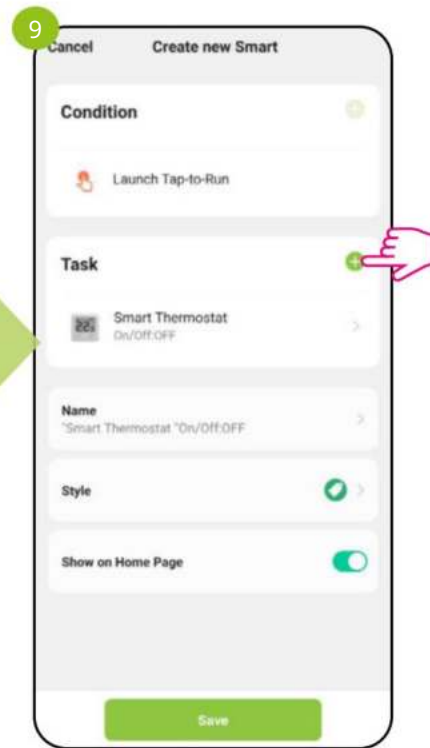 9
Cancel Create new Smart
Condition
Launch Tap-to-Run
Task
22
Smart Thermostat
On/Off:OFF
Name
"Smart Thermostat "On/Off:OFF
Style
Show on Home Page
Save